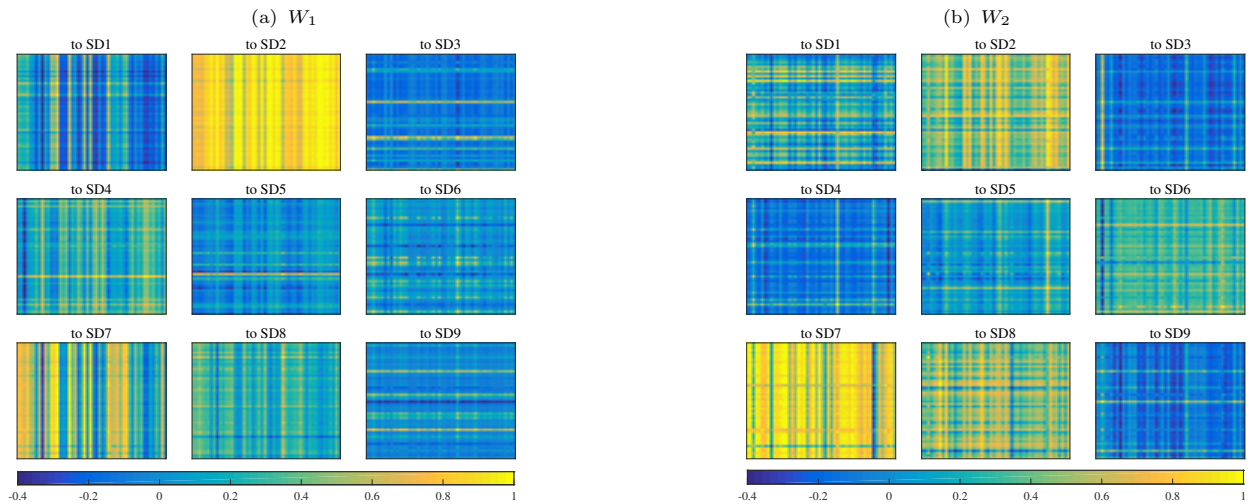 (a) W₁
to SD1 to SD2 to SD3
to SD4 to SD5 to SD6
to SD7 to SD8 to SD9
-0.4 -0.2 0 0.2 0.4 0.6 0.8 1
(b) W₂
to SD1 to SD2 to SD3
to SD4 to SD5 to SD6
to SD7 to SD8 to SD9
-0.4 -0.2 0 0.2 0.4 0.6 0.8 1